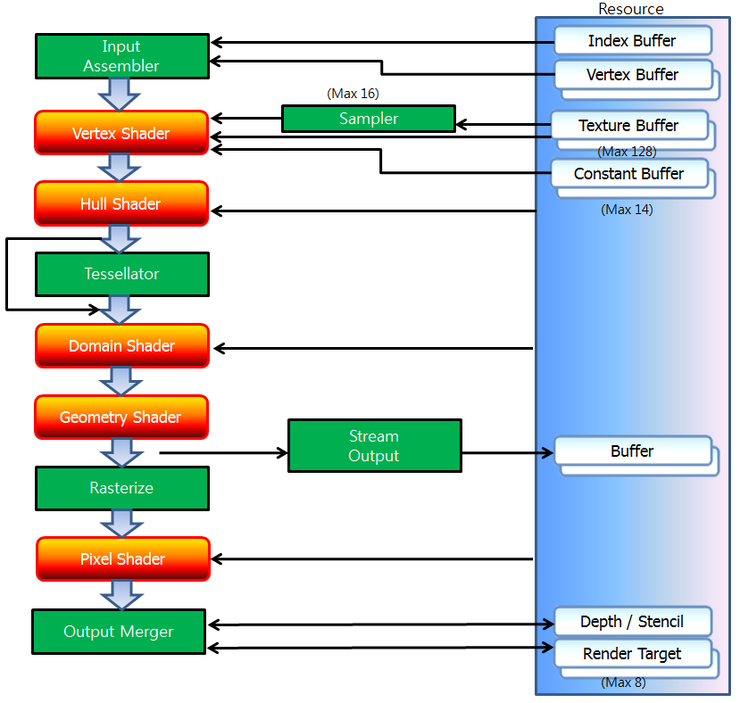 Resource
Input
Assembler
Index Buffer
Vertex Buffer
(Max 16)
Vertex Shader
Sampler
Texture Buffer
(Max 128)
Constant Buffer
Hull Shader
(Max 14)
Tessellator
Domain Shader
Geometry Shader
Stream
Output
Buffer
Rasterize
Pixel Shader
Output Merger
Depth / Stencil
Render Target
(Max 8)